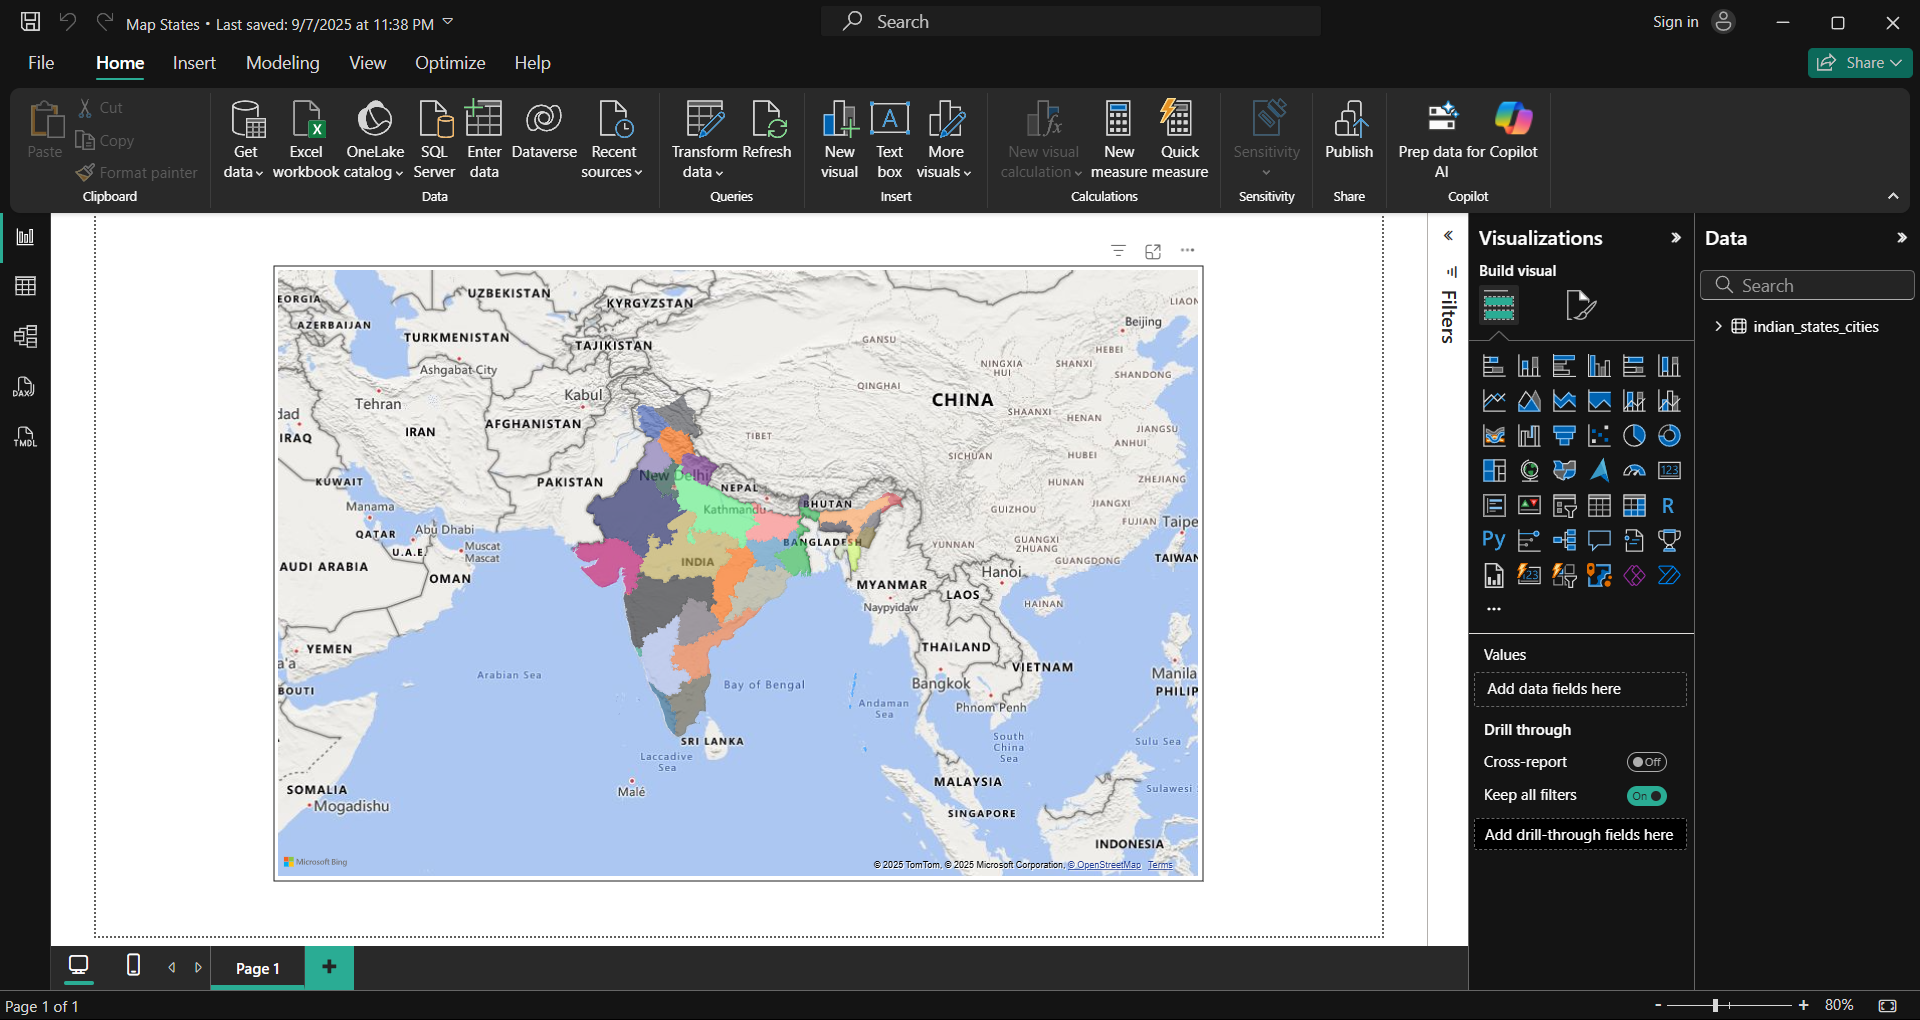 Map States • Last saved: 9/7/2025 at 11:38 PM
Search
Sign in
File
Home
Insert
Modeling
View
Optimize
Help
Share
Paste
Cut
Copy
Format painter
Clipboard
Get
data
Excel
workbook
OneLake
catalog
SQL
Server
Enter
data
Dataverse
Recent
sources
Data
Transform
data
Refresh
Queries
New
visual
Text
box
More
visuals
Insert
New visual
calculation
New
measure
Quick
measure
Calculations
Sensitivity
Sensitivity
Publish
Share
Prep data for
AI
Copilot
Copilot
DAX
TMDL
EORGIA
UZBEKISTAN
KYRGYZSTAN
LIAON
AZERBAIJAN
TURKMENISTAN
TAJIKISTAN
GANSU
Beijing
HEBEI
NINGXIA
HUI
SHANXI
SHANDONG
Ashgabat City
Kabul
QINGHAI
CHINA
Tehran
dad
IRAQ
IRAN
AFGHANISTAN
SHAANXI
HENAN
JIANGSU
ANHUI
TIBET
SICHUAN
HUBEI
New Delhi
KUWAIT
PAKISTAN
NEPAL
HUNAN
ZHEJIANG
Manama
Kathmandu
BHUTAN
GUIZHOU
JIANGXI
FUJIAN
Taipe
QATAR
Abu Dhabi
U.A.E.
Muscat
Mascat
BANGLADESH
YUNNAN
GUANGXI
ZHUANG
GUANGDONG
TAIWAN
AUDI ARABIA
OMAN
INDIA
MYANMAR
Hanoi
LAOS
Naypyidaw
HAINAN
YEMEN
a'a
THAILAND
VIETNAM
Arabian Sea
Bay of Bengal
Bangkok
Manila
PHILIP
BOUTI
Andaman
Sea
Phnom Penh
SRI LANKA
Laccadive
Sea
South
China
Sea
Sulu Sea
SOMALIA
Mogadishu
Malé
MALAYSIA
Sulawesi
SINGAPORE
INDONESIA
Microsoft Bing
© 2025 TomTom, © 2025 Microsoft Corporation, © OpenStreetMap Terms
Filters
Visualizations
Build visual
123
R
Py
123
Values
Add data fields here
Drill through
Cross-report
Off
Keep all filters
On
Add drill-through fields here
Data
Search
indian_states_cities
Page 1
Page 1 of 1
80%